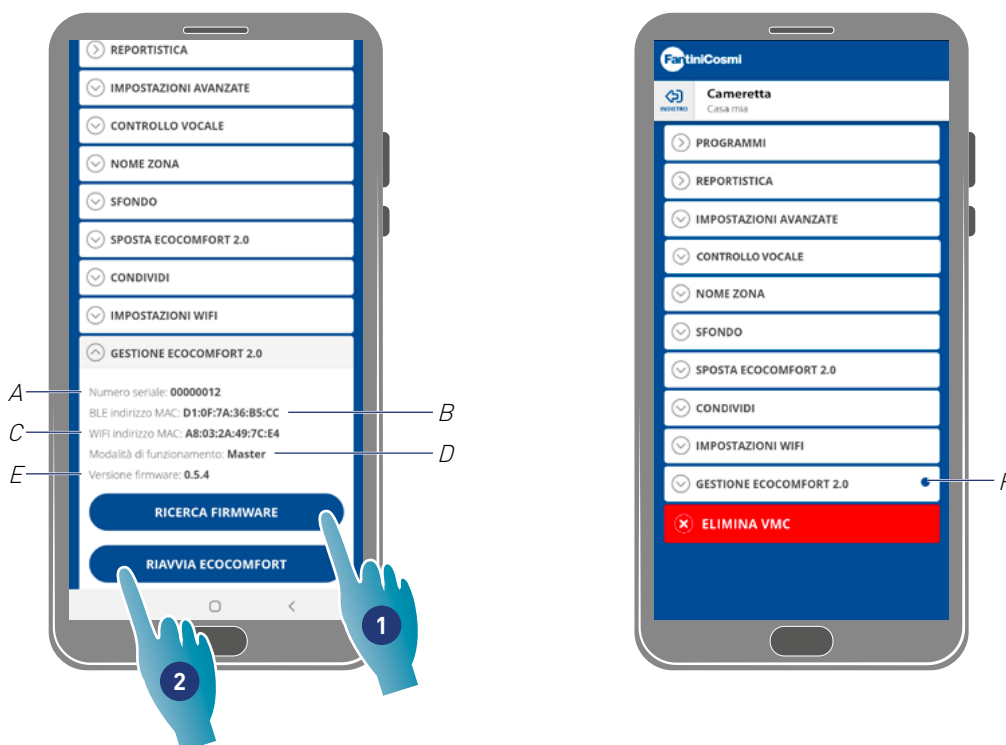 REPORTISTICA
IMPOSTAZIONI AVANZATE
CONTROLLO VOCALE
NOME ZONA
SFONDO
SPOSTA ECOCOMFORT 2.0
CONDIVIDI
IMPOSTAZIONI WIFI
GESTIONE ECOCOMFORT 2.0
A
Numero seriale: 00000012
BLE indirizzo MAC: D1:0F:7A:36:B5:CC
B
C
WIFI indirizzo MAC: A8:03:2A:49:7C:E4
Modalità di funzionamento: Master
D
E
Versione firmware: 0.5.4
RICERCA FIRMWARE
RIAVVIA ECOCOMFORT
1
2
FantiniCosmi
INDIETRO
Cameretta
Casa mia
PROGRAMMI
REPORTISTICA
IMPOSTAZIONI AVANZATE
CONTROLLO VOCALE
NOME ZONA
SFONDO
SPOSTA ECOCOMFORT 2.0
CONDIVIDI
IMPOSTAZIONI WIFI
GESTIONE ECOCOMFORT 2.0
ELIMINA VMC